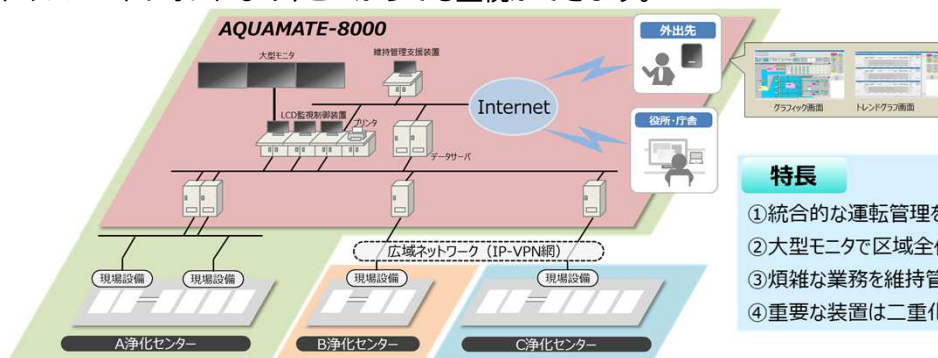 AQUAMATE-8000
大型モニタ
維持管理支援装置
外出先
Internet
LCD監視制御装置
プリンタ
役所・庁舎
グラフィック画面
トレンドグラフ画面
データサーバ
特長
①統合的な運転管理を
②大型モニタで区域全
③煩雑な業務を維持管
④重要な装置は二重化
広域ネットワーク（IP-VPN網）
現場設備
現場設備
現場設備
現場設備
A浄化センター
B浄化センター
C浄化センター